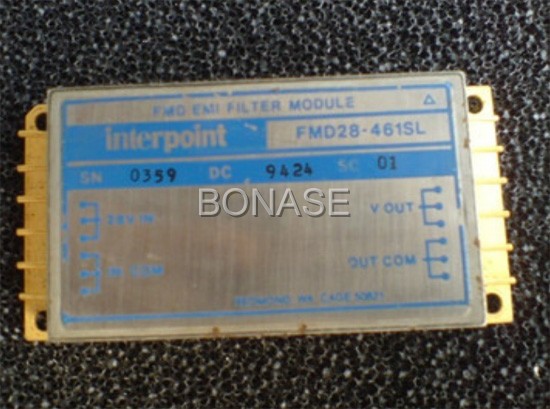 FMD EMI FILTER MODULE
interpoint FMD28-461SL
SN 0359 DC 9424 SC 01
BONASE
28V IN V OUT
IN COM OUT COM
REDMOND, WA. CAGE 50821